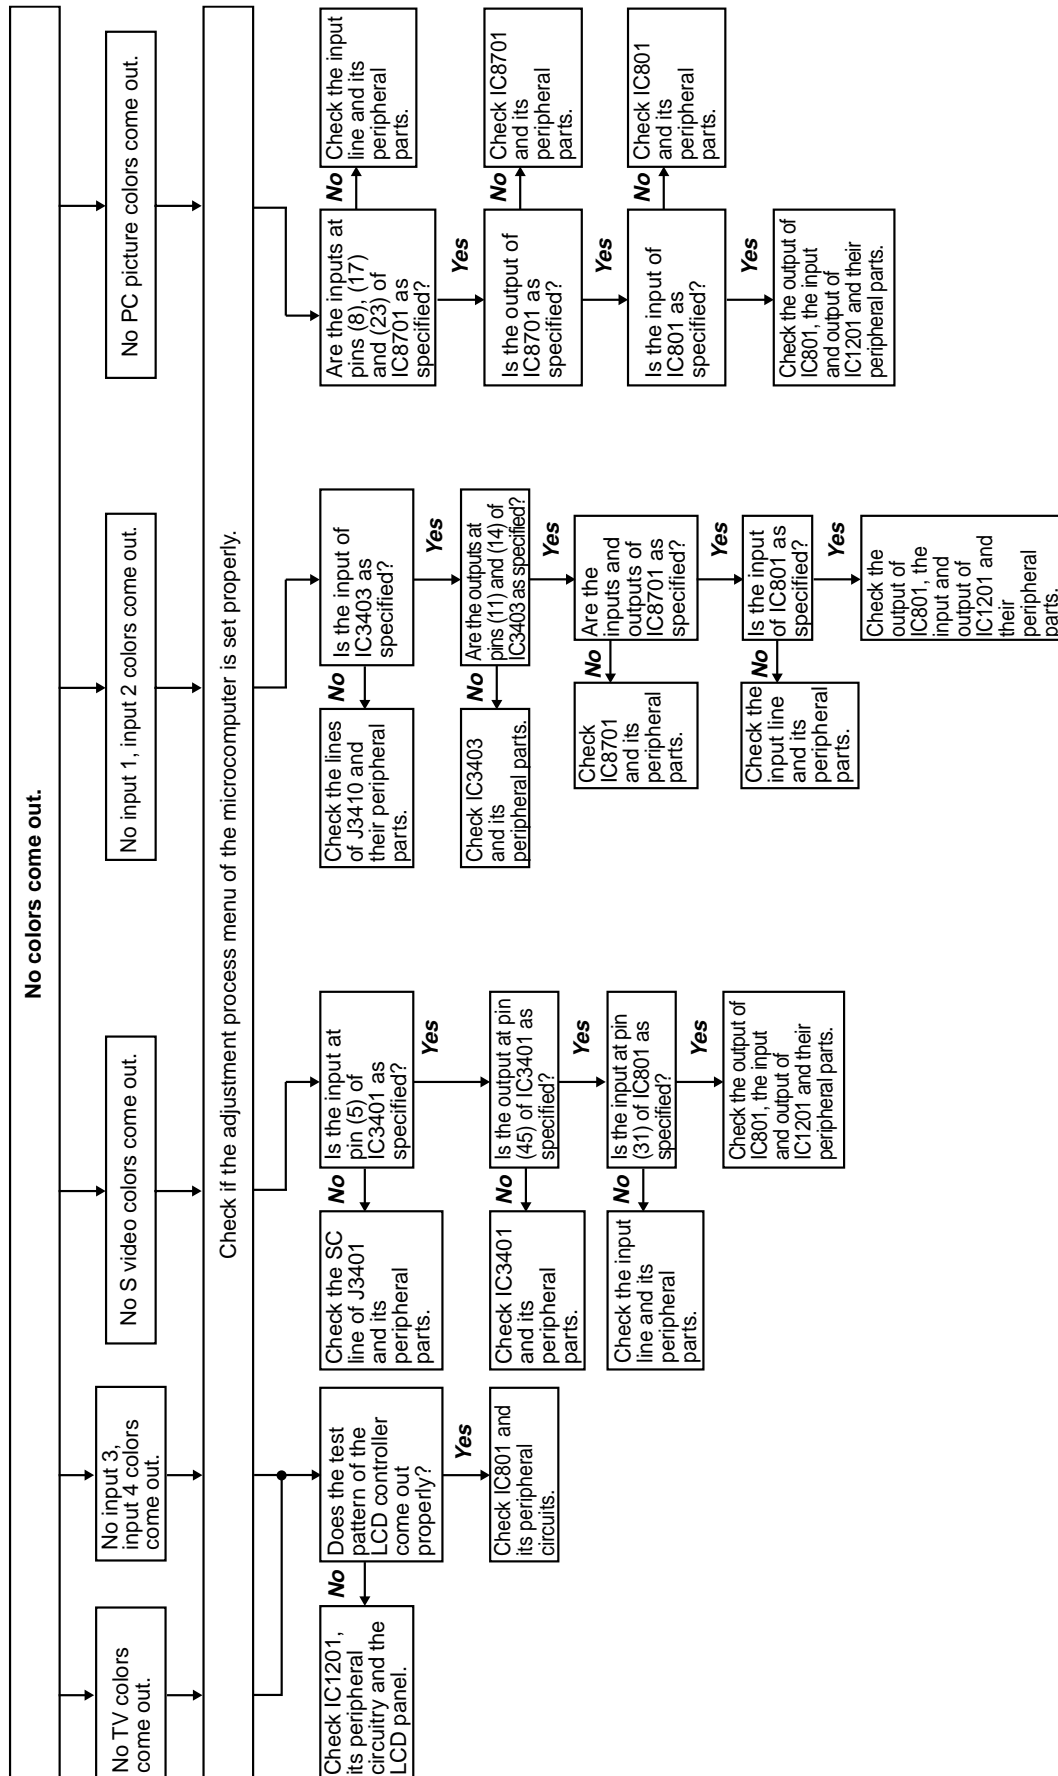 No colors come out.
No TV colors
come out.
No input 3,
input 4 colors
come out.
No S video colors come out.
No input 1, input 2 colors come out.
No PC picture colors come out.
Check if the adjustment process menu of the microcomputer is set properly.
Does the test
pattern of the
LCD controller
come out
properly?
No
Check IC1201,
its peripheral
circuitry and the
LCD panel.
Yes
Check IC801 and
its peripheral
circuits.
Is the input at
pin (5) of
IC3401 as
specified?
No
Check the SC
line of J3401
and its
peripheral
parts.
Yes
Is the output at pin
(45) of IC3401 as
specified?
No
Check IC3401
and its
peripheral
parts.
Yes
Is the input at pin
(31) of IC801 as
specified?
No
Check the input
line and its
peripheral
parts.
Yes
Check the output of
IC801, the input
and output of
IC1201 and their
peripheral parts.
Is the input of
IC3403 as
specified?
No
Check the lines
of J3410 and
their peripheral
parts.
Yes
Are the outputs at
pins (11) and (14) of
IC3403 as specified?
No
Check IC3403
and its
peripheral parts.
Yes
Are the
inputs and
outputs of
IC8701 as
specified?
No
Check
IC8701
and its
peripheral
parts.
Yes
Is the input
of IC801 as
specified?
No
Check the
input line
and its
peripheral
parts.
Yes
Check the
output of
IC801, the
input and
output of
IC1201 and
their
peripheral
parts.
Are the inputs at
pins (8), (17)
and (23) of
IC8701 as
specified?
No
Check the input
line and its
peripheral
parts.
Yes
Is the output of
IC8701 as
specified?
No
Check IC8701
and its
peripheral
parts.
Yes
Is the input of
IC801 as
specified?
No
Check IC801
and its
peripheral
parts.
Yes
Check the output of
IC801, the input
and output of
IC1201 and their
peripheral parts.